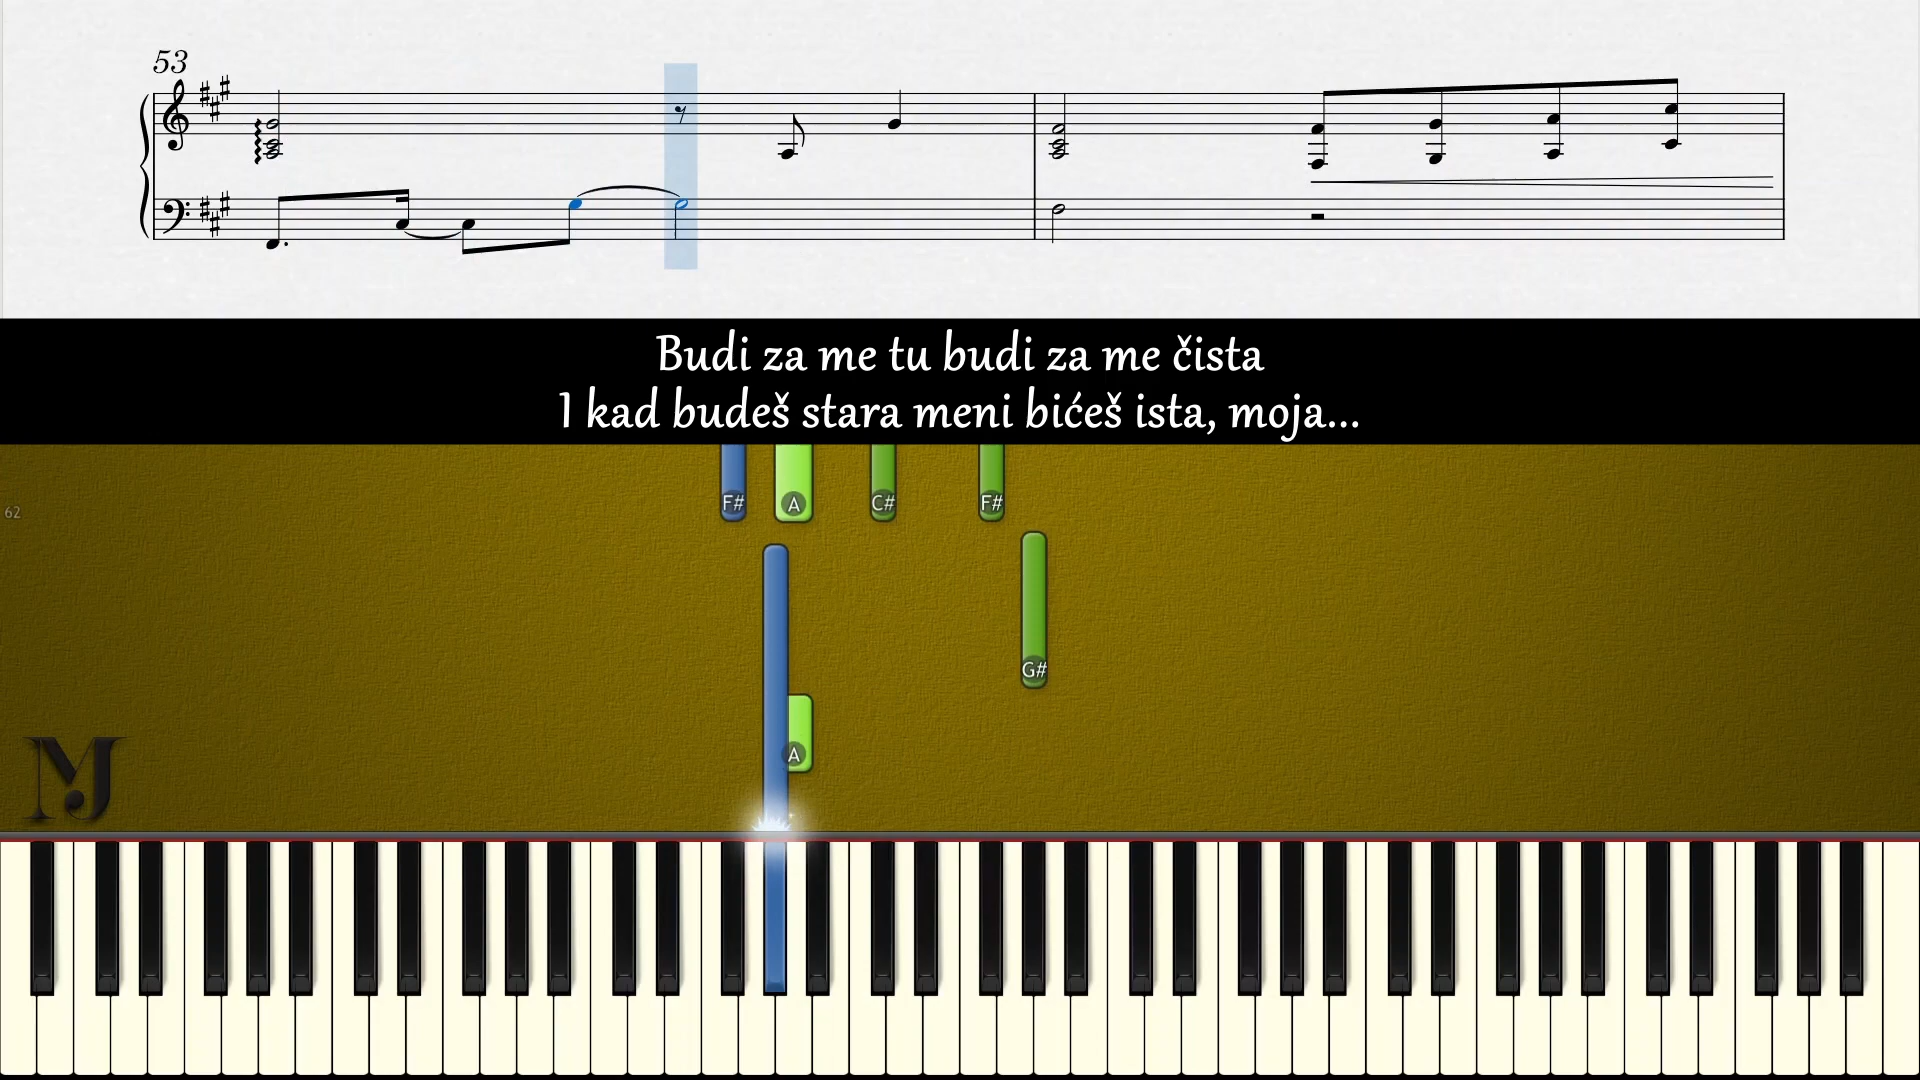 53
Budi za me tu budi za me čista
I kad budeš stara meni bićeš ista, moja...
F# A C# F#
62
G#
A
MJ